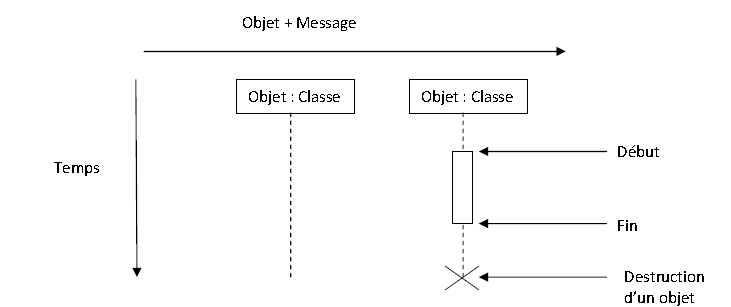 Objet + Message
Objet : Classe
Objet : Classe
Début
Temps
Fin
Destruction
d'un objet